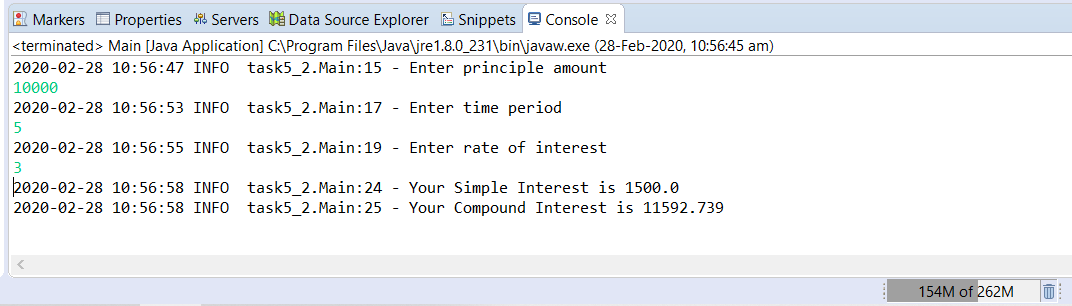 Markers Properties Servers Data Source Explorer Snippets Console
<terminated> Main [Java Application] C:\Program Files\Java\jre1.8.0_231\bin\javaw.exe (28-Feb-2020, 10:56:45 am)
2020-02-28 10:56:47 INFO  task5_2.Main:15 - Enter principle amount
10000
2020-02-28 10:56:53 INFO  task5_2.Main:17 - Enter time period
5
2020-02-28 10:56:55 INFO  task5_2.Main:19 - Enter rate of interest
3
2020-02-28 10:56:58 INFO  task5_2.Main:24 - Your Simple Interest is 1500.0
2020-02-28 10:56:58 INFO  task5_2.Main:25 - Your Compound Interest is 11592.739
154M of 262M